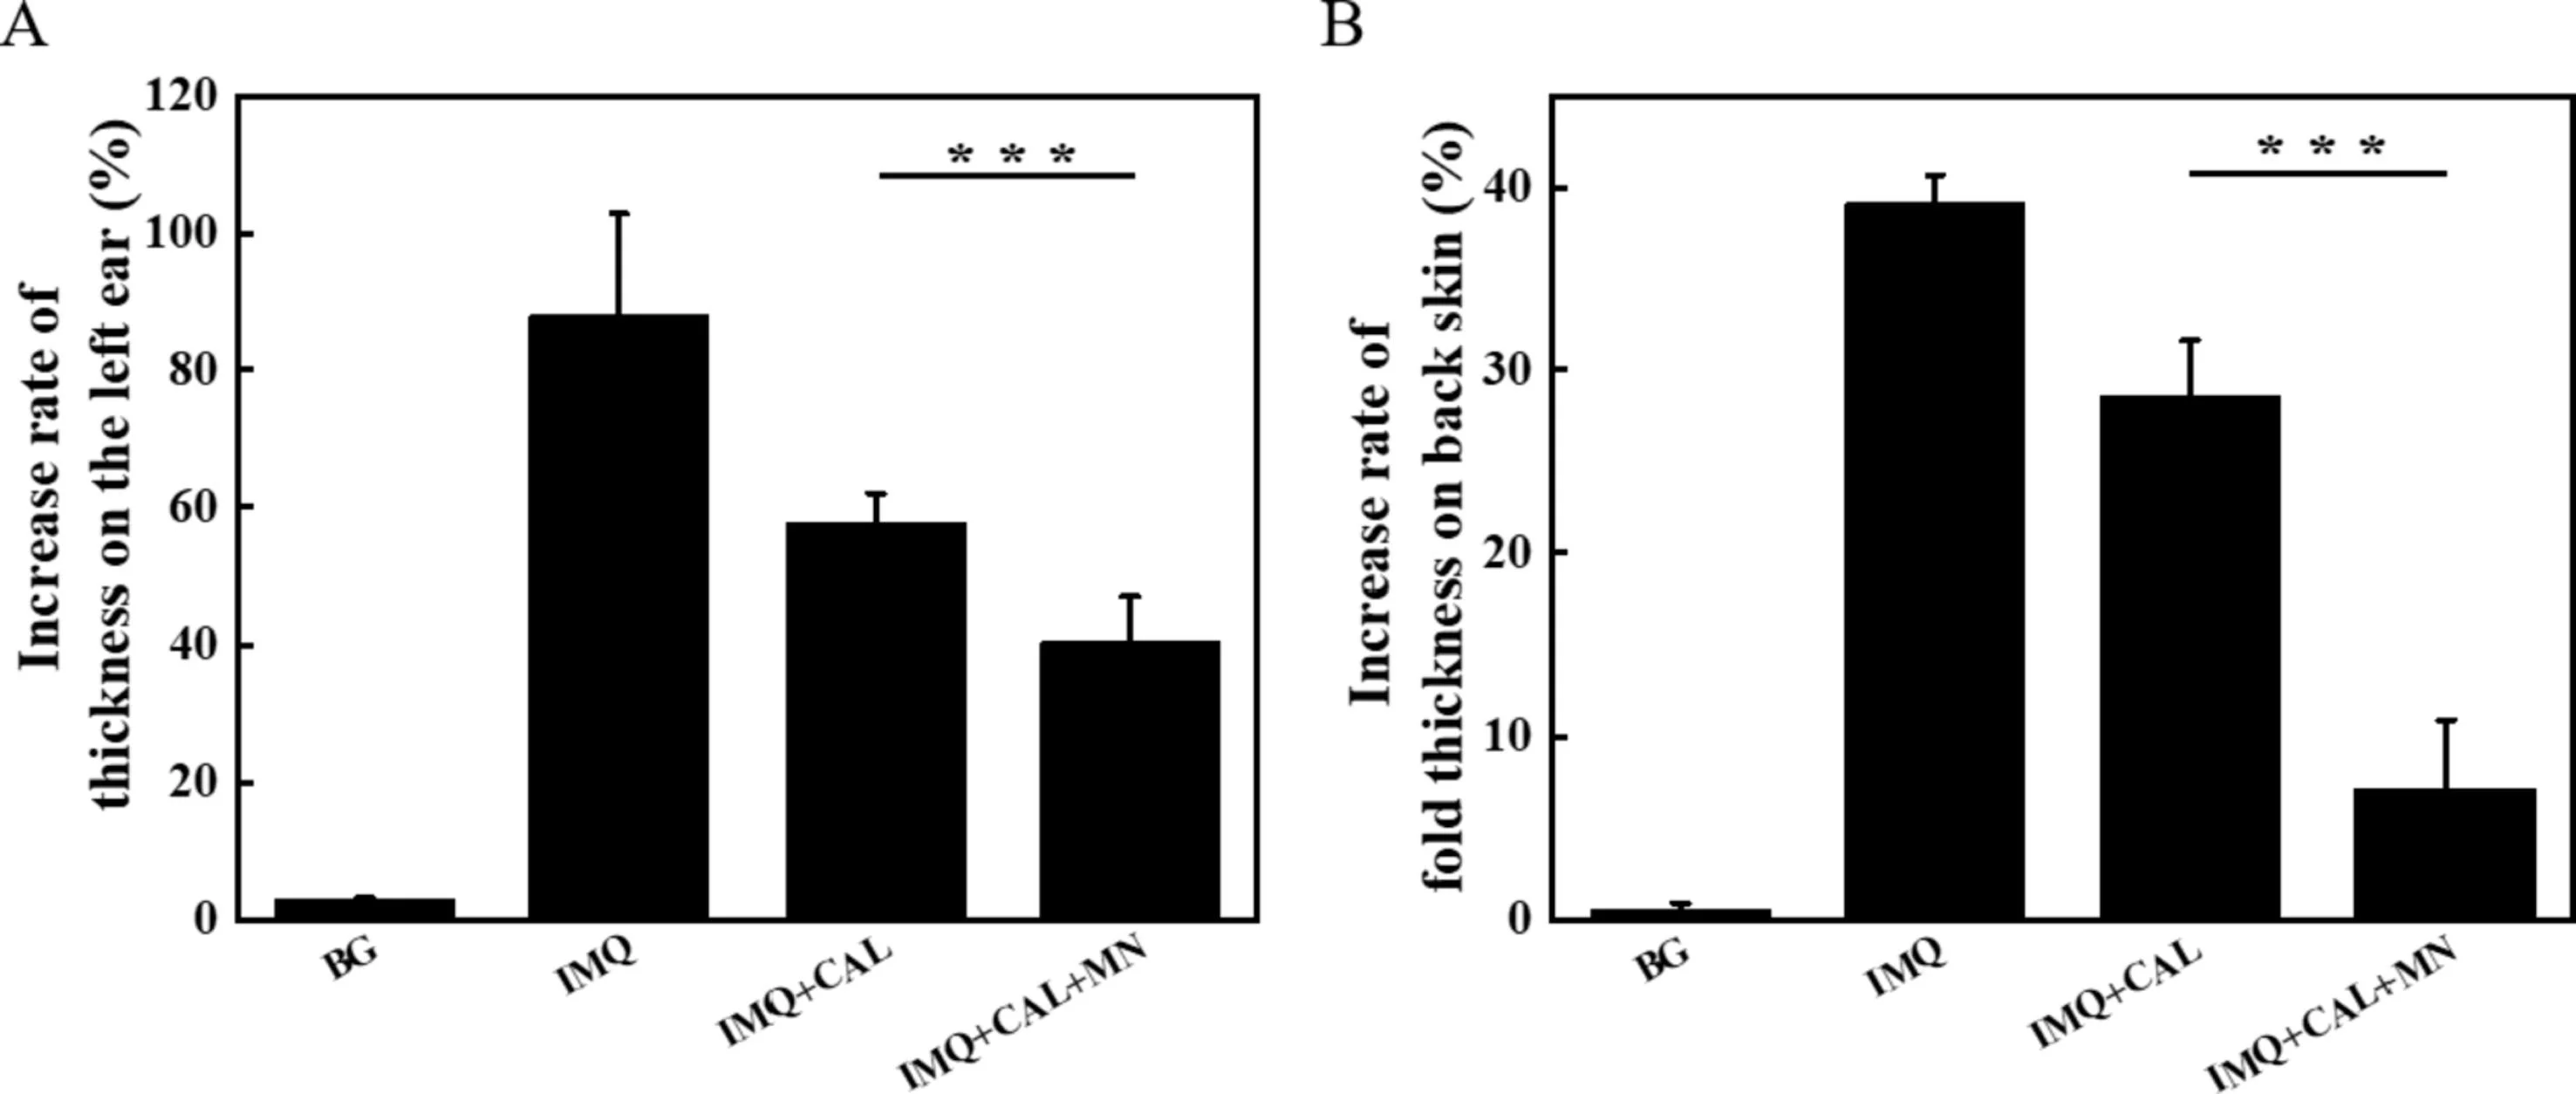 A
Increase rate of
thickness on the left ear (%)
120
100
80
60
40
20
0
* * *
BG
IMQ
IMQ+CAL
IMQ+CAL+MN
B
Increase rate of
fold thickness on back skin (%)
40
30
20
10
0
* * *
BG
IMQ
IMQ+CAL
IMQ+CAL+MN